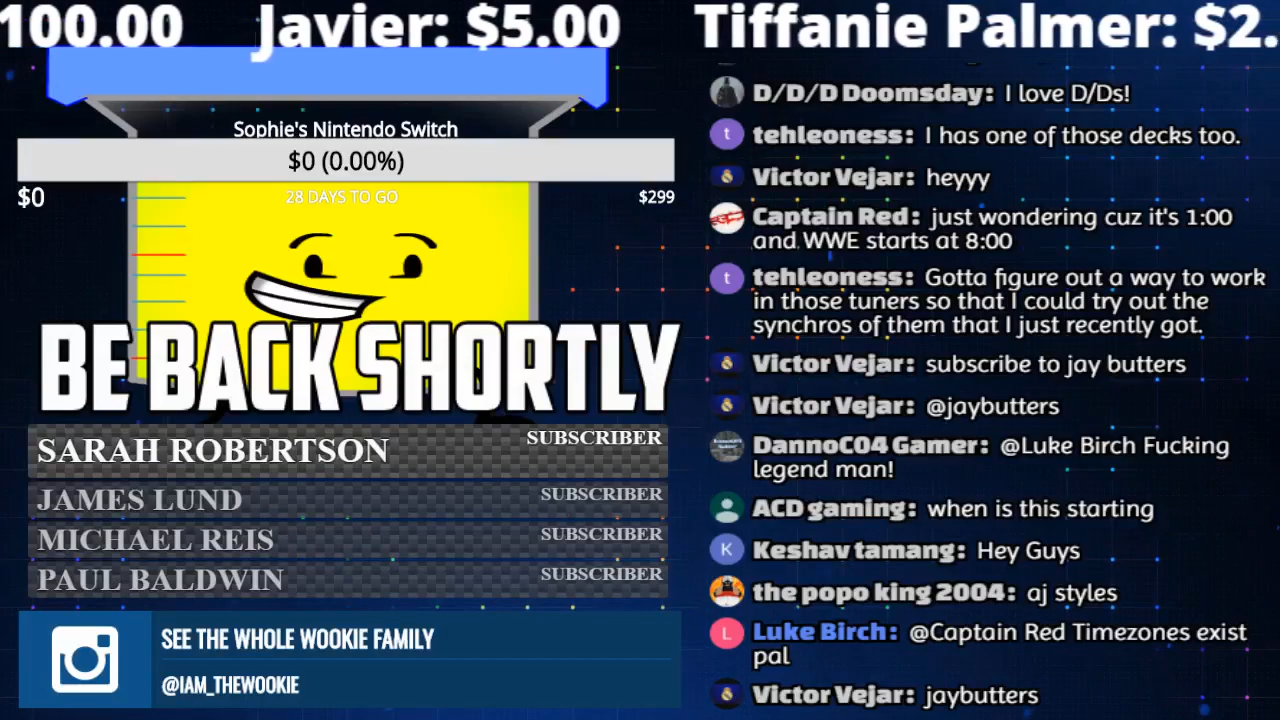 100.00 Javier: $5.00 Tiffanie Palmer: $2.
Sophie's Nintendo Switch
$0 (0.00%)
$0 28 DAYS TO GO $299
BE BACK SHORTLY
SARAH ROBERTSON SUBSCRIBER
JAMES LUND SUBSCRIBER
MICHAEL REIS SUBSCRIBER
PAUL BALDWIN SUBSCRIBER
SEE THE WHOLE WOOKIE FAMILY
@IAM_THEWOOKIE
D/D/D Doomsday: I love D/Ds!
t tehleoness: I has one of those decks too.
Victor Vejar: heyyy
Captain Red: just wondering cuz it's 1:00
and WWE starts at 8:00
t tehleoness: Gotta figure out a way to work
in those tuners so that I could try out the
synchros of them that I just recently got.
Victor Vejar: subscribe to jay butters
Victor Vejar: @jaybutters
DannoC04 Gamer: @Luke Birch Fucking
legend man!
ACD gaming: when is this starting
K Keshav tamang: Hey Guys
the popo king 2004: aj styles
L Luke Birch: @Captain Red Timezones exist
pal
Victor Vejar: jaybutters